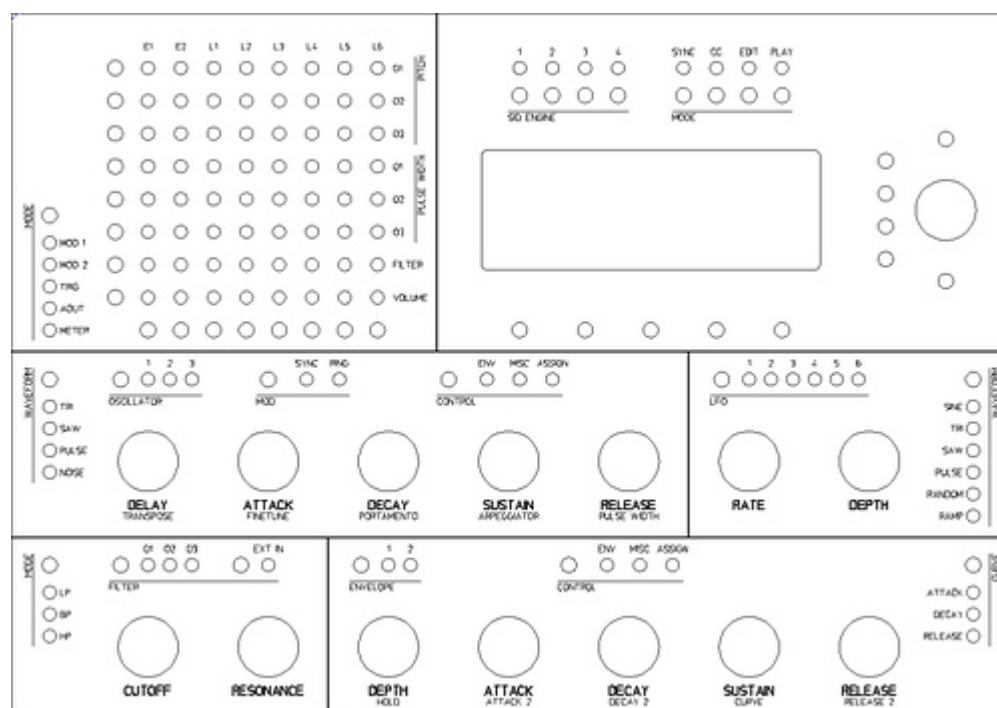 E1 E2 L1 L2 L3 L4 L5 L6
O1
O2
O3
PITCH
O1
O2
O3
PULSE WIDTH
FILTER
VOLUME
MODE
MOD 1
MOD 2
TRG
AOUT
METER
1 2 3 4
SID ENGINE
SYNC CC EDIT PLAY
MODE
WAVEFORM
TRI
SAW
PULSE
NOISE
1 2 3
OSCILLATOR
SYNC RNG
MOD
ENV MISC ASSIGN
CONTROL
DELAY
TRANSPOSE
ATTACK
FINETUNE
DECAY
PORTAMENTO
SUSTAIN
ARPEGGIATOR
RELEASE
PULSE WIDTH
1 2 3 4 5 6
LFO
RATE
DEPTH
WAVEFORM
SINE
TRI
SAW
PULSE
RANDOM
RAMP
MODE
LP
BP
HP
O1 O2 O3
FILTER
EXT IN
CUTOFF
RESONANCE
1 2
ENVELOPE
ENV MISC ASSIGN
CONTROL
DEPTH
HOLD
ATTACK
ATTACK 2
DECAY
DECAY 2
SUSTAIN
CURVE
RELEASE
RELEASE 2
ATTACK
DECAY
RELEASE